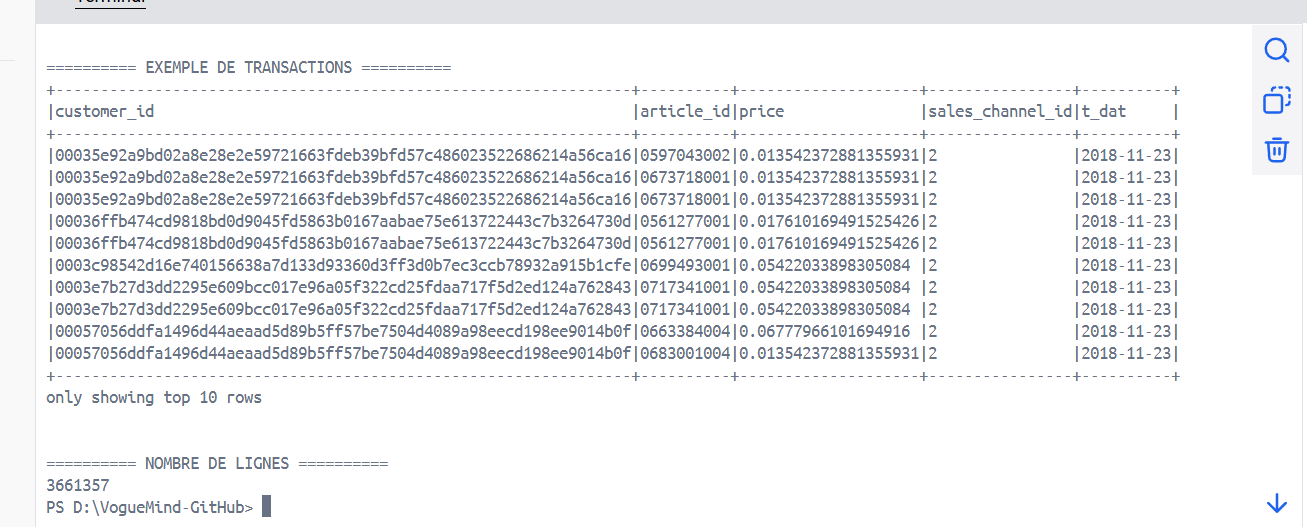 Terminal
========== EXEMPLE DE TRANSACTIONS ==========
+----------------------------------------------------------------+----------+--------------------+----------------+----------+
|customer_id                                                     |article_id|price               |sales_channel_id|t_dat     |
+----------------------------------------------------------------+----------+--------------------+----------------+----------+
|00035e92a9bd02a8e28e2e59721663fdeb39bfd57c486023522686214a56ca16|0597043002|0.013542372881355931|2               |2018-11-23|
|00035e92a9bd02a8e28e2e59721663fdeb39bfd57c486023522686214a56ca16|0673718001|0.013542372881355931|2               |2018-11-23|
|00035e92a9bd02a8e28e2e59721663fdeb39bfd57c486023522686214a56ca16|0673718001|0.013542372881355931|2               |2018-11-23|
|00036ffb474cd9818bd0d9045fd5863b0167aabae75e613722443c7b3264730d|0561277001|0.017610169491525426|2               |2018-11-23|
|00036ffb474cd9818bd0d9045fd5863b0167aabae75e613722443c7b3264730d|0561277001|0.017610169491525426|2               |2018-11-23|
|0003c98542d16e740156638a7d133d93360d3ff3d0b7ec3ccb78932a915b1cfe|0699493001|0.05422033898305084 |2               |2018-11-23|
|0003e7b27d3dd2295e609bcc017e96a05f322cd25fdaa717f5d2ed124a762843|0717341001|0.05422033898305084 |2               |2018-11-23|
|0003e7b27d3dd2295e609bcc017e96a05f322cd25fdaa717f5d2ed124a762843|0717341001|0.05422033898305084 |2               |2018-11-23|
|00057056ddfa1496d44aeaad5d89b5ff57be7504d4089a98eecd198ee9014b0f|0663384004|0.06777966101694916 |2               |2018-11-23|
|00057056ddfa1496d44aeaad5d89b5ff57be7504d4089a98eecd198ee9014b0f|0683001004|0.013542372881355931|2               |2018-11-23|
+----------------------------------------------------------------+----------+--------------------+----------------+----------+
only showing top 10 rows
========== NOMBRE DE LIGNES ==========
3661357
PS D:\VogueMind-GitHub>